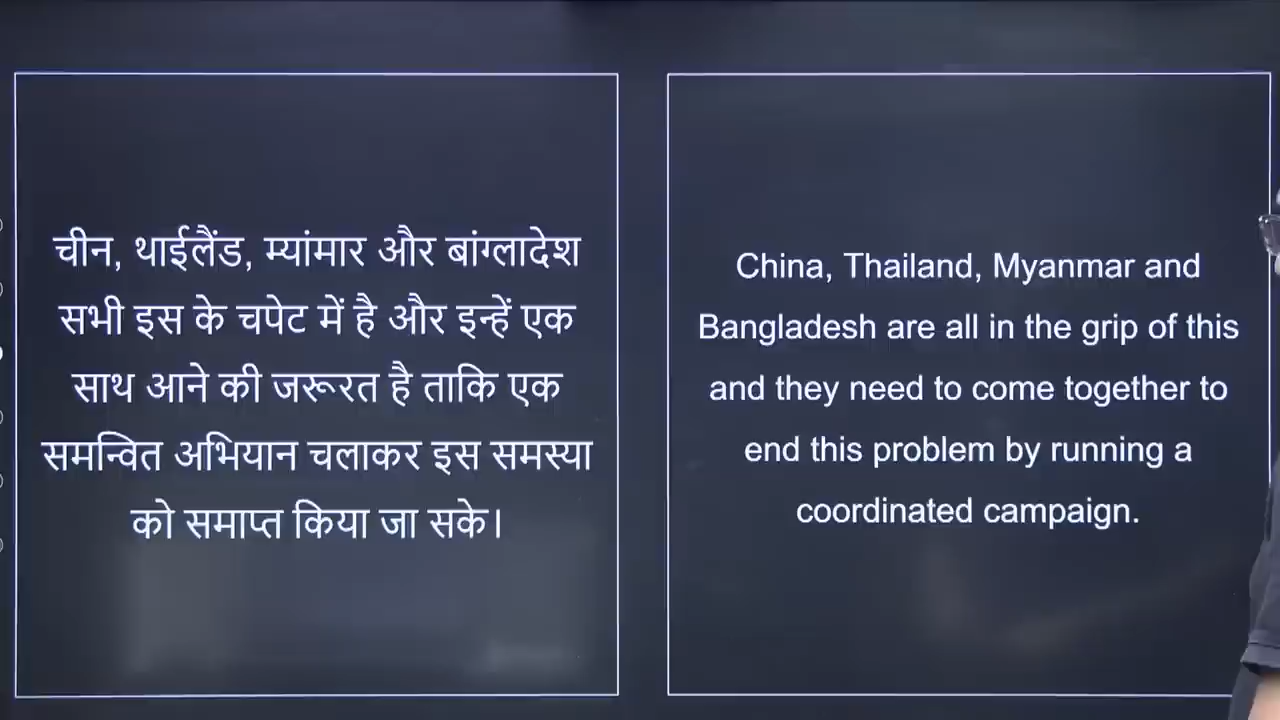 चीन, थाईलैंड, म्यांमार और बांग्लादेश
सभी इस के चपेट में है और इन्हें एक
साथ आने की जरूरत है ताकि एक
समन्वित अभियान चलाकर इस समस्या
को समाप्त किया जा सके।
China, Thailand, Myanmar and
Bangladesh are all in the grip of this
and they need to come together to
end this problem by running a
coordinated campaign.